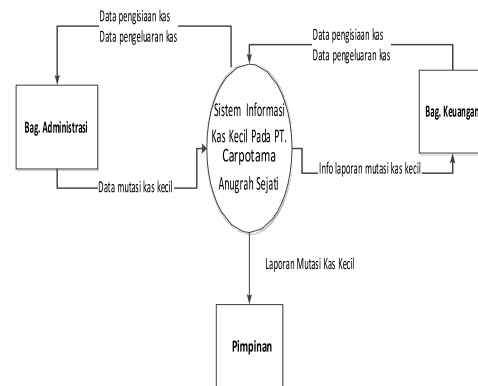 Data pengisiaan kas
Data pengeluaran kas
Data pengisiaan kas
Data pengeluaran kas
Bag. Administrasi
Sistem Informasi
Kas Kecil Pada PT.
Carpotama
Anugrah Sejati
Bag. Keuangan
Data mutasi kas kecil
Info laporan mutasi kas kecil
Laporan Mutasi Kas Kecil
Pimpinan